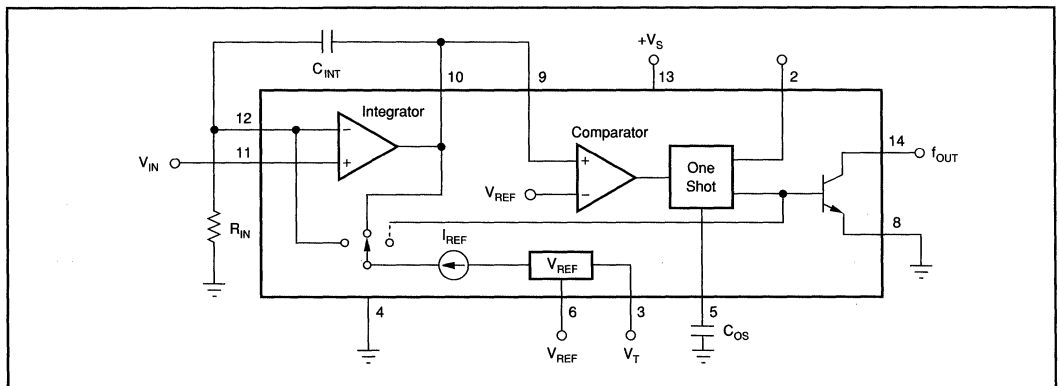 +V_S
C_INT
10
9
13
2
12
Integrator
Comparator
−
+
V_IN
11
14
f_OUT
+
−
One
Shot
V_REF
R_IN
I_REF
V_REF
8
4
6
3
5
C_OS
V_REF
V_T